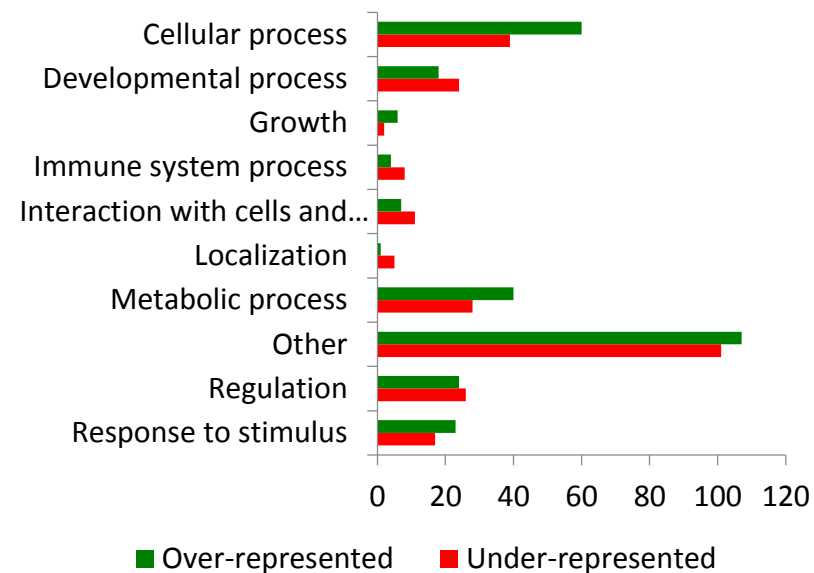 Cellular process
Developmental process
Growth
Immune system process
Interaction with cells and...
Localization
Metabolic process
Other
Regulation
Response to stimulus
0 20 40 60 80 100 120
Over-represented Under-represented